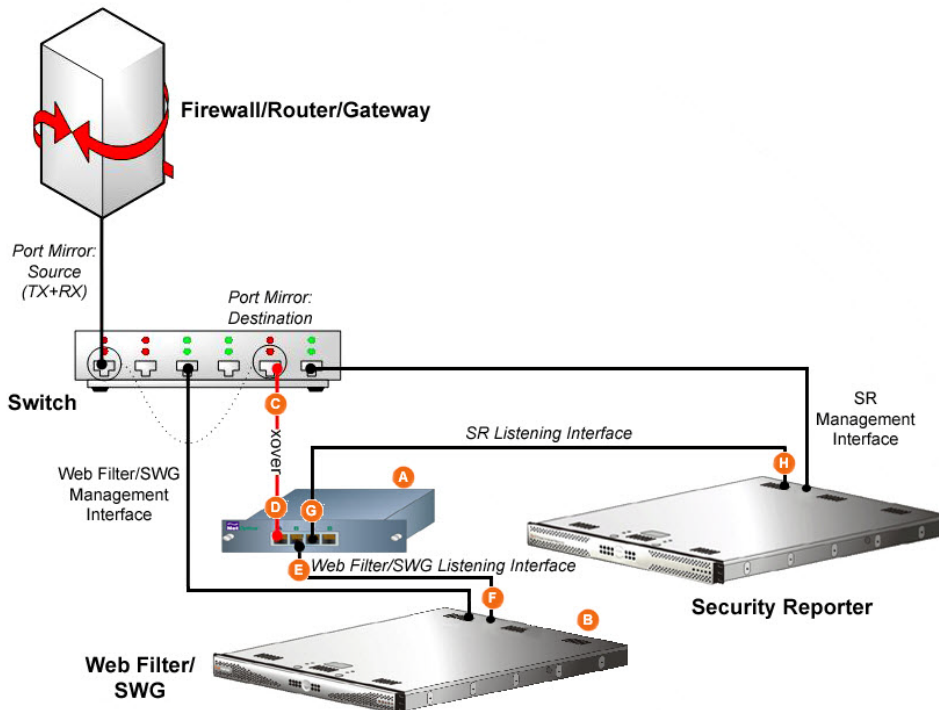 Firewall/Router/Gateway
Port Mirror:
Source
(TX+RX)
Port Mirror:
Destination
Switch
C
xover
SR Listening Interface
SR
Management
Interface
H
Web Filter/SWG
Management
Interface
A
D
G
Net
E
Web Filter/SWG Listening Interface
F
B
Security Reporter
Web Filter/
SWG